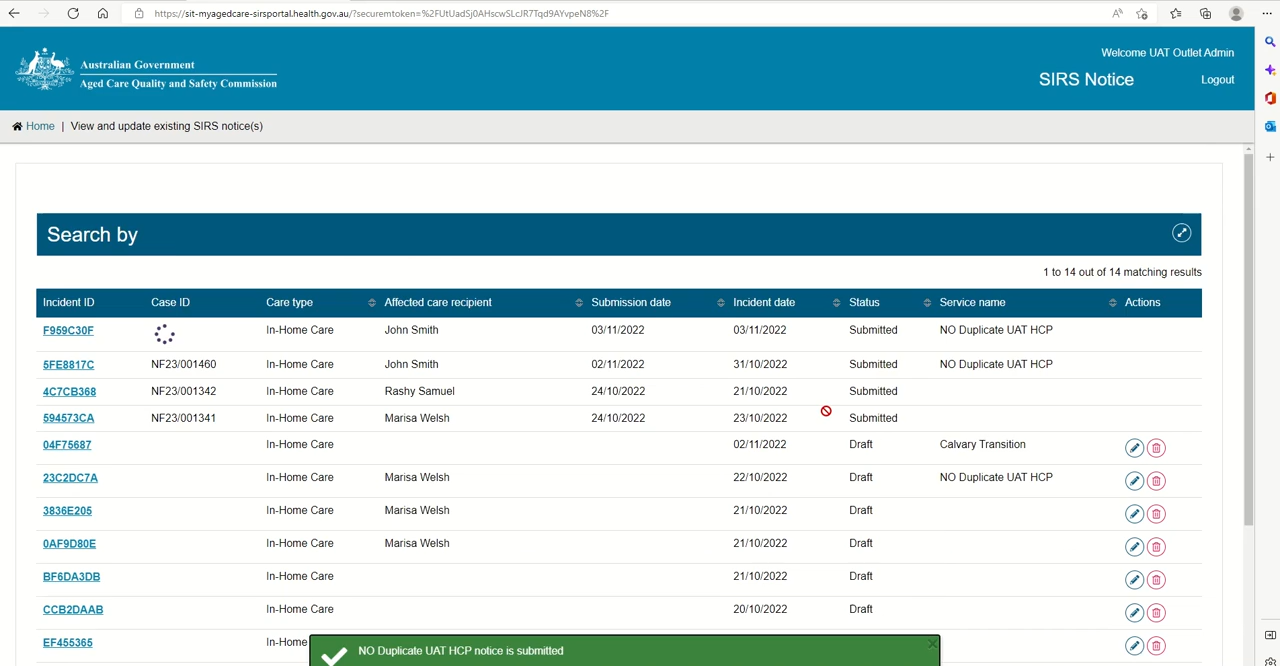 https://sit-myagedcare-sirsportal.health.gov.au/?securemtoken=%2FUtUadSj0AHscwSLcJR7Tqd9AYvpeN8%2F
Australian Government
Aged Care Quality and Safety Commission
Welcome UAT Outlet Admin
SIRS Notice
Logout
Home | View and update existing SIRS notice(s)
Search by
1 to 14 out of 14 matching results
Incident ID Case ID Care type Affected care recipient Submission date Incident date Status Service name Actions
F959C30F In-Home Care John Smith 03/11/2022 03/11/2022 Submitted NO Duplicate UAT HCP
5FE8817C NF23/001460 In-Home Care John Smith 02/11/2022 31/10/2022 Submitted NO Duplicate UAT HCP
4C7CB368 NF23/001342 In-Home Care Rashy Samuel 24/10/2022 21/10/2022 Submitted
594573CA NF23/001341 In-Home Care Marisa Welsh 24/10/2022 23/10/2022 Submitted
04F75687 In-Home Care 02/11/2022 Draft Calvary Transition
23C2DC7A In-Home Care Marisa Welsh 22/10/2022 Draft NO Duplicate UAT HCP
3836E205 In-Home Care Marisa Welsh 21/10/2022 Draft
0AF9D80E In-Home Care Marisa Welsh 21/10/2022 Draft
BF6DA3DB In-Home Care 21/10/2022 Draft
CCB2DAAB In-Home Care 20/10/2022 Draft
EF455365 In-Home
NO Duplicate UAT HCP notice is submitted